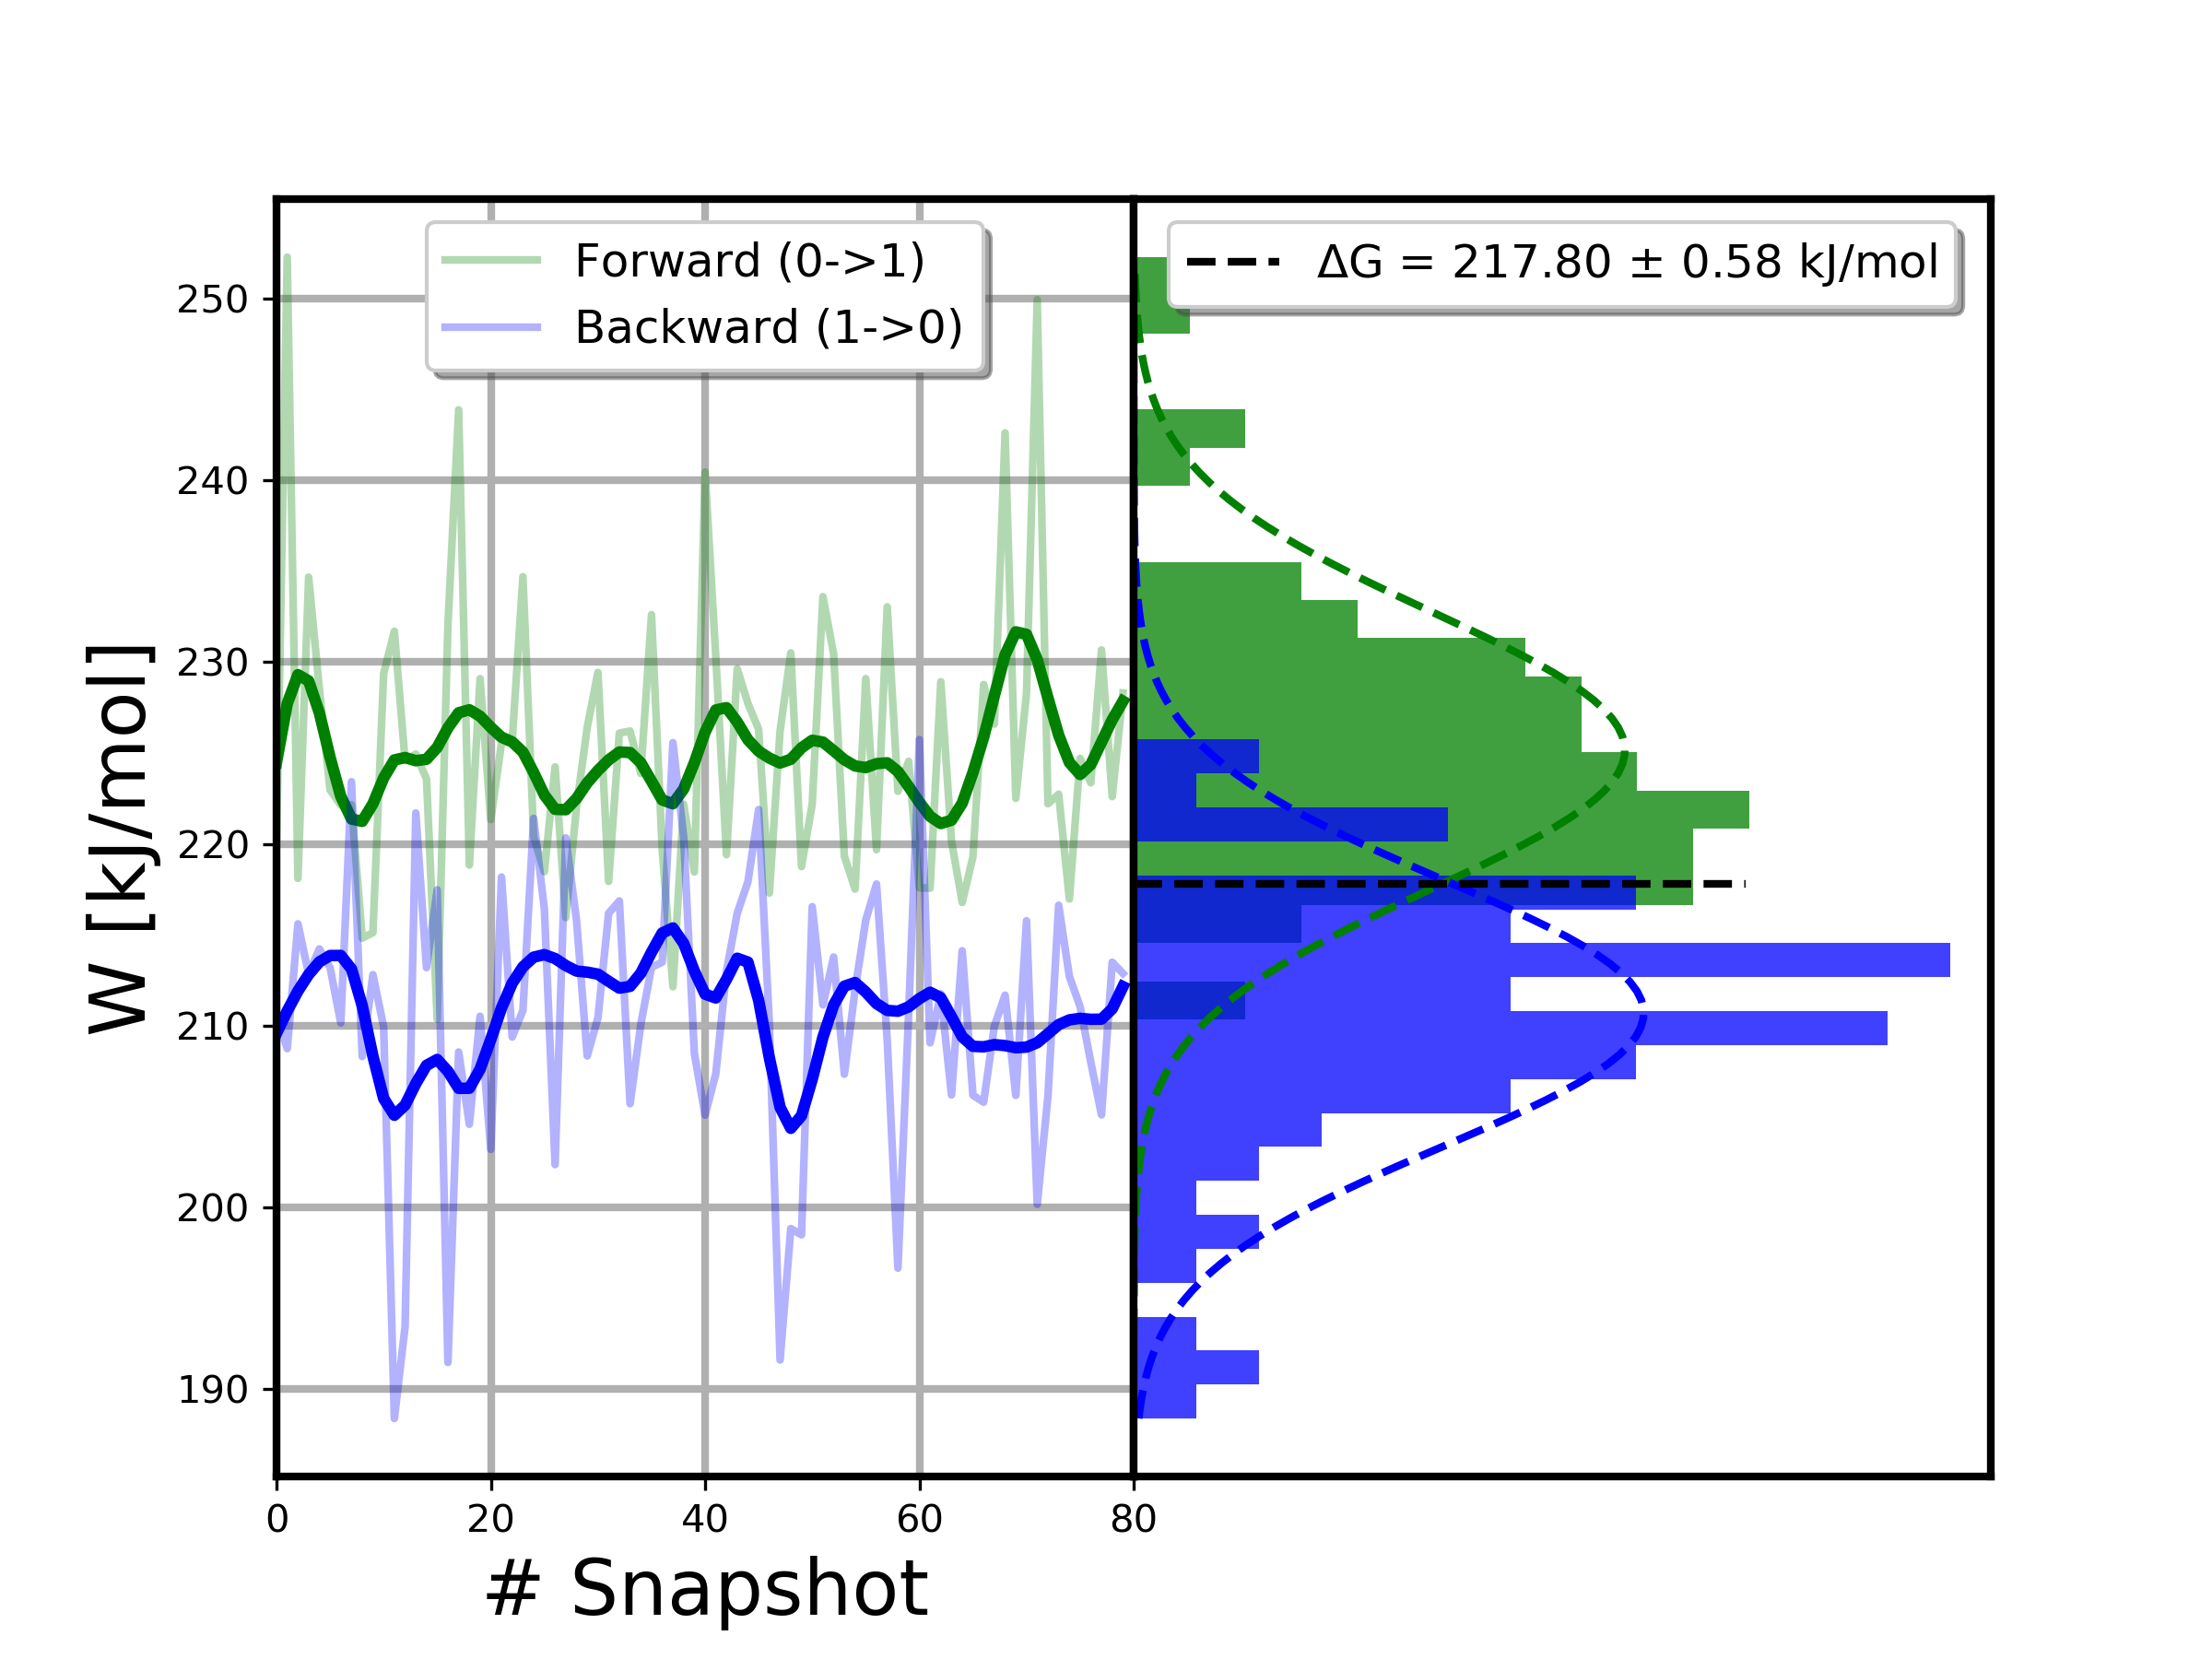 Forward (0->1)
Backward (1->0)
ΔG = 217.80 ± 0.58 kJ/mol
W [kJ/mol]
250
240
230
220
210
200
190
0 20 40 60 80
# Snapshot